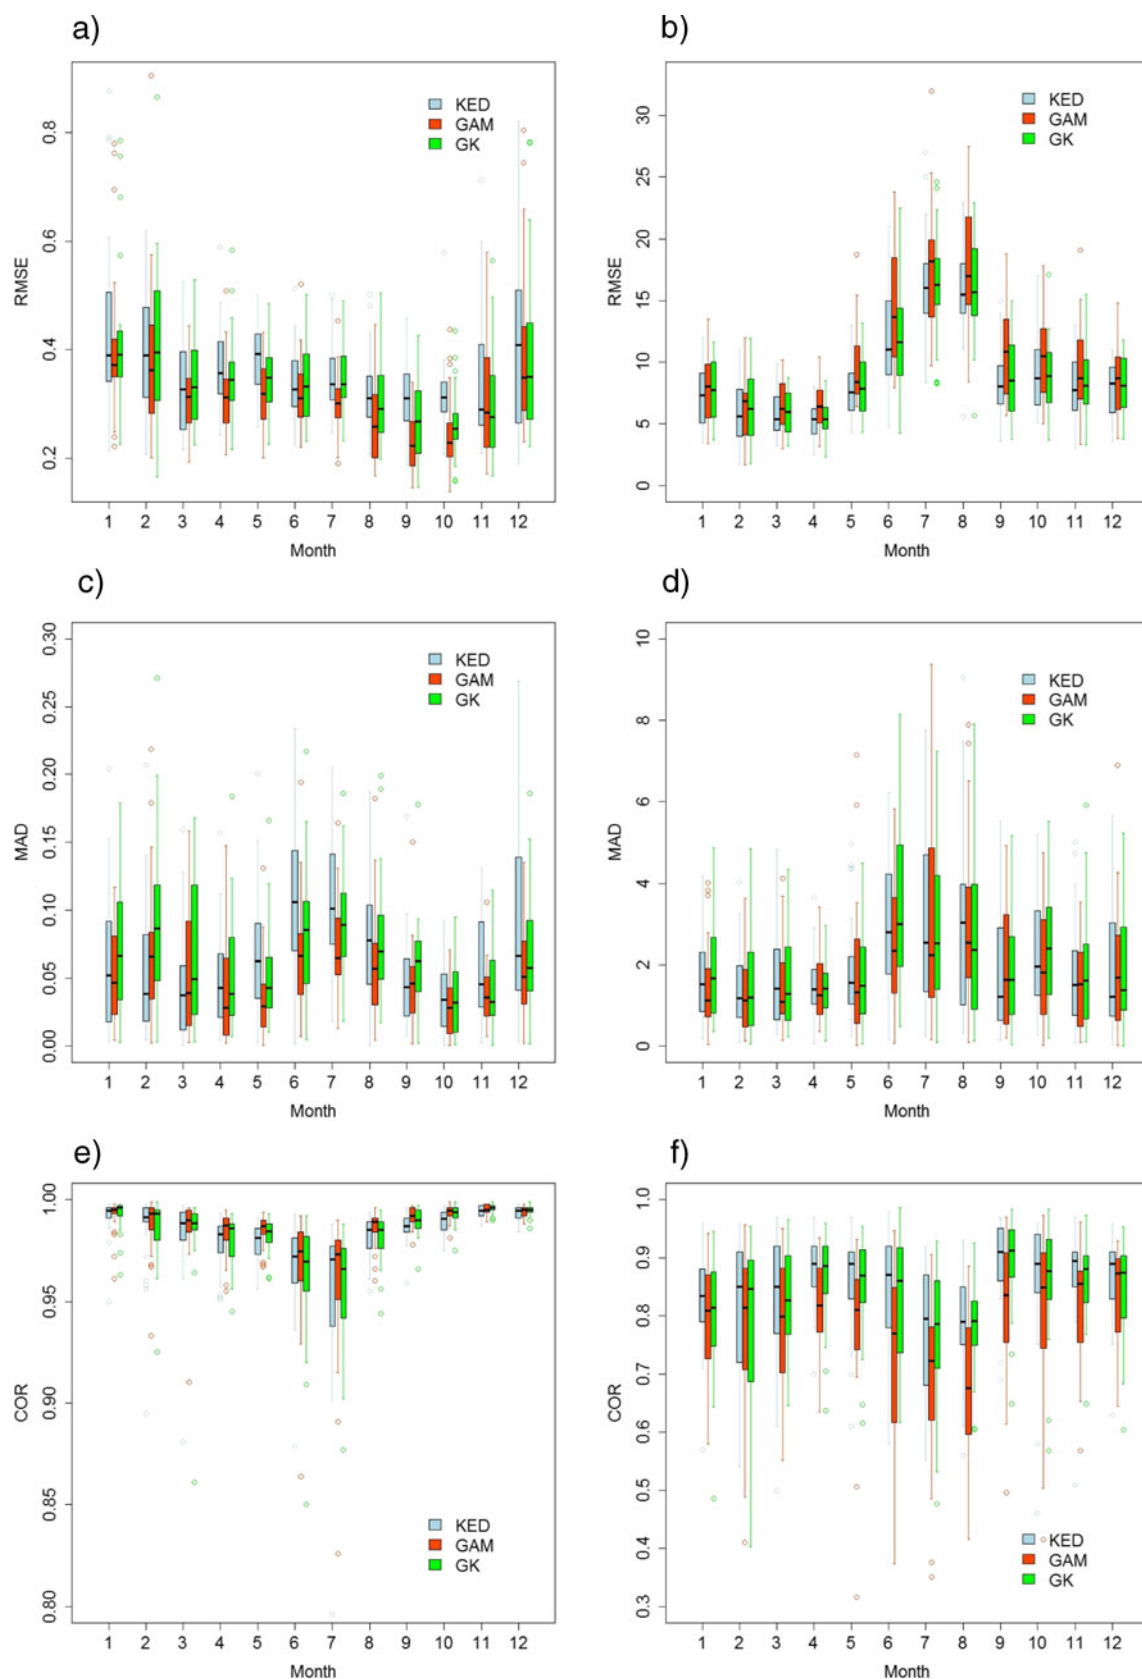 a)
RMSE
0.8
0.6
0.4
0.2
KED
GAM
GK
1 2 3 4 5 6 7 8 9 10 11 12
Month
b)
RMSE
30
25
20
15
10
5
0
KED
GAM
GK
1 2 3 4 5 6 7 8 9 10 11 12
Month
c)
MAD
0.30
0.25
0.20
0.15
0.10
0.05
0.00
KED
GAM
GK
1 2 3 4 5 6 7 8 9 10 11 12
Month
d)
MAD
10
8
6
4
2
0
KED
GAM
GK
1 2 3 4 5 6 7 8 9 10 11 12
Month
e)
COR
1.00
0.95
0.90
0.85
0.80
KED
GAM
GK
1 2 3 4 5 6 7 8 9 10 11 12
Month
f)
COR
1.0
0.9
0.8
0.7
0.6
0.5
0.4
0.3
KED
GAM
GK
1 2 3 4 5 6 7 8 9 10 11 12
Month